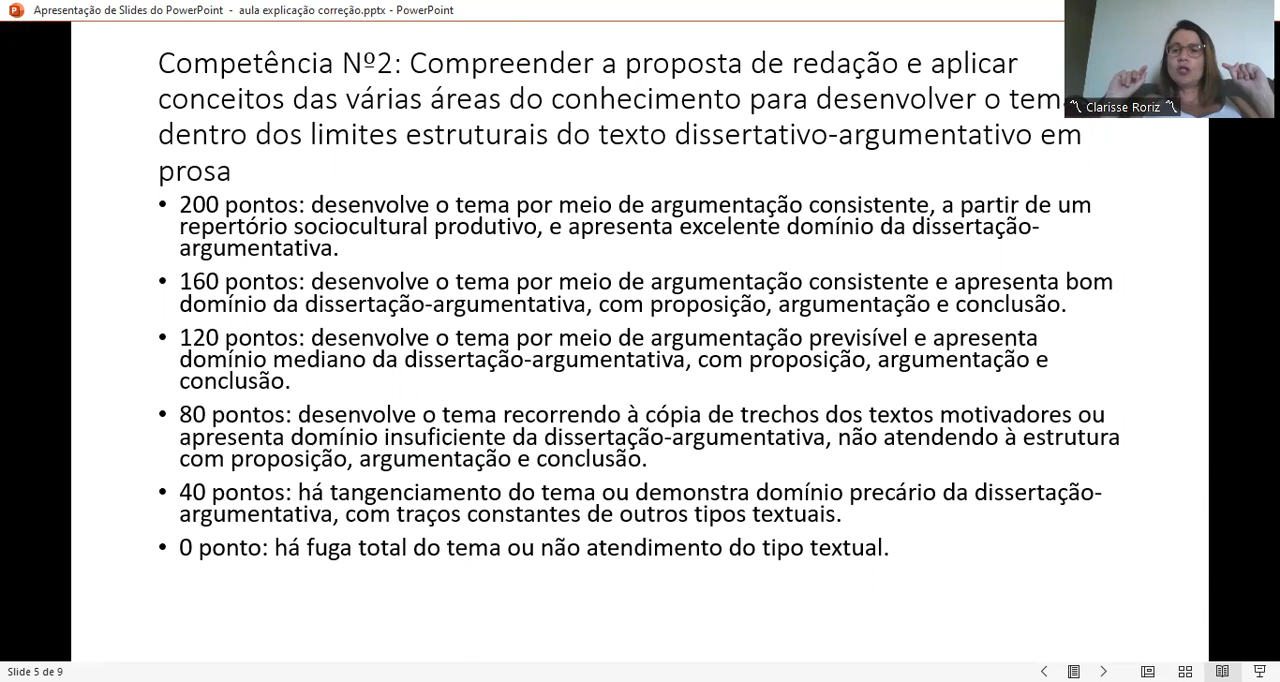 Apresentação de Slides do PowerPoint - aula explicação correção.pptx - PowerPoint
Competência Nº2: Compreender a proposta de redação e aplicar
conceitos das várias áreas do conhecimento para desenvolver o tem
dentro dos limites estruturais do texto dissertativo-argumentativo em
prosa
Clarisse Roriz
• 200 pontos: desenvolve o tema por meio de argumentação consistente, a partir de um
repertório sociocultural produtivo, e apresenta excelente domínio da dissertação-
argumentativa.
• 160 pontos: desenvolve o tema por meio de argumentação consistente e apresenta bom
domínio da dissertação-argumentativa, com proposição, argumentação e conclusão.
• 120 pontos: desenvolve o tema por meio de argumentação previsível e apresenta
domínio mediano da dissertação-argumentativa, com proposição, argumentação e
conclusão.
• 80 pontos: desenvolve o tema recorrendo à cópia de trechos dos textos motivadores ou
apresenta domínio insuficiente da dissertação-argumentativa, não atendendo à estrutura
com proposição, argumentação e conclusão.
• 40 pontos: há tangenciamento do tema ou demonstra domínio precário da dissertação-
argumentativa, com traços constantes de outros tipos textuais.
• 0 ponto: há fuga total do tema ou não atendimento do tipo textual.
Slide 5 de 9